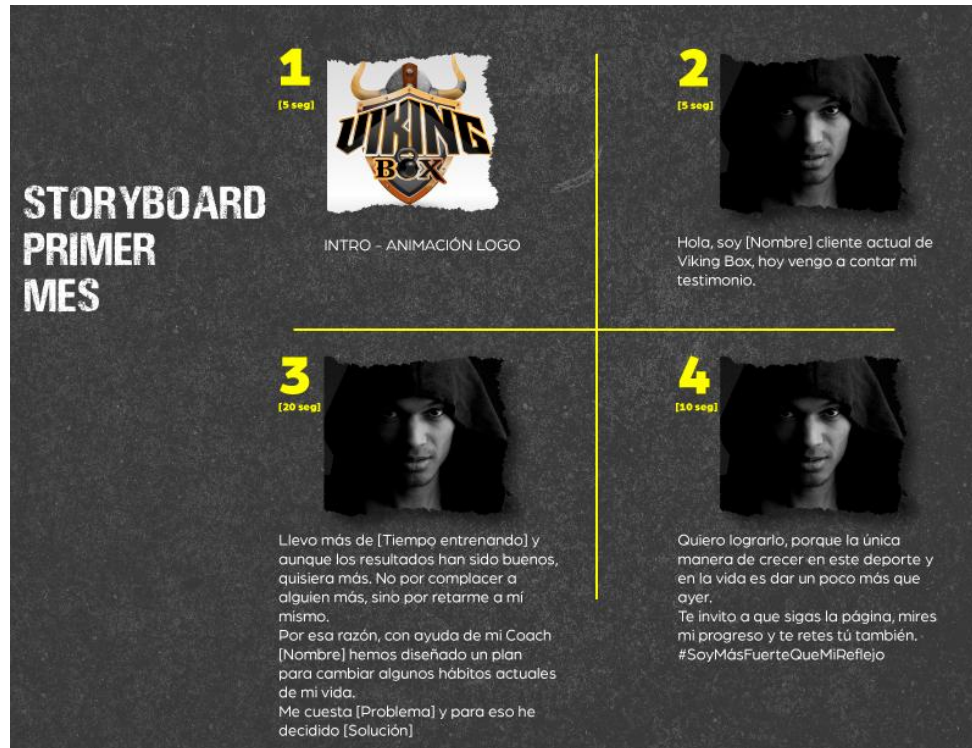 STORYBOARD
PRIMER
MES
1
[5 seg]
VIKING
BOX
INTRO - ANIMACIÓN LOGO
2
[5 seg]
Hola, soy [Nombre] cliente actual de
Viking Box, hoy vengo a contar mi
testimonio.
3
[20 seg]
Llevo más de [Tiempo entrenando] y
aunque los resultados han sido buenos,
quisiera más. No por complacer a
alguien más, sino por retarme a mí
mismo.
Por esa razón, con ayuda de mi Coach
[Nombre] hemos diseñado un plan
para cambiar algunos hábitos actuales
de mi vida.
Me cuesta [Problema] y para eso he
decidido [Solución]
4
[10 seg]
Quiero lograrlo, porque la única
manera de crecer en este deporte y
en la vida es dar un poco más que
ayer.
Te invito a que sigas la página, mires
mi progreso y te retes tú también.
#SoyMásFuerteQueMiReflejo